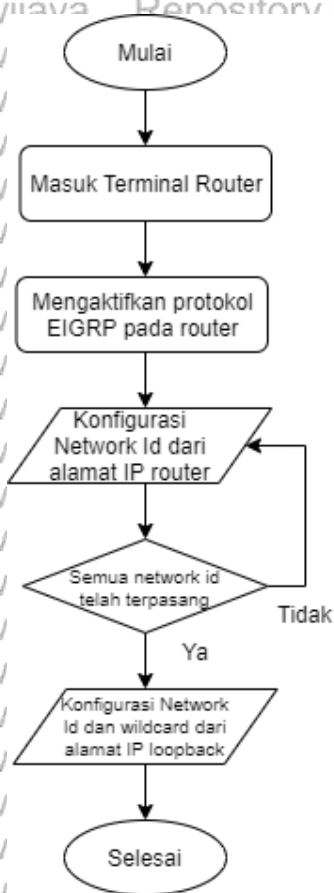 Repository
Mulai
Masuk Terminal Router
Mengaktifkan protokol
EIGRP pada router
Konfigurasi
Network Id dari
alamat IP router
Semua network id
telah terpasang
Tidak
Ya
Konfigurasi Network
Id dan wildcard dari
alamat IP loopback
Selesai